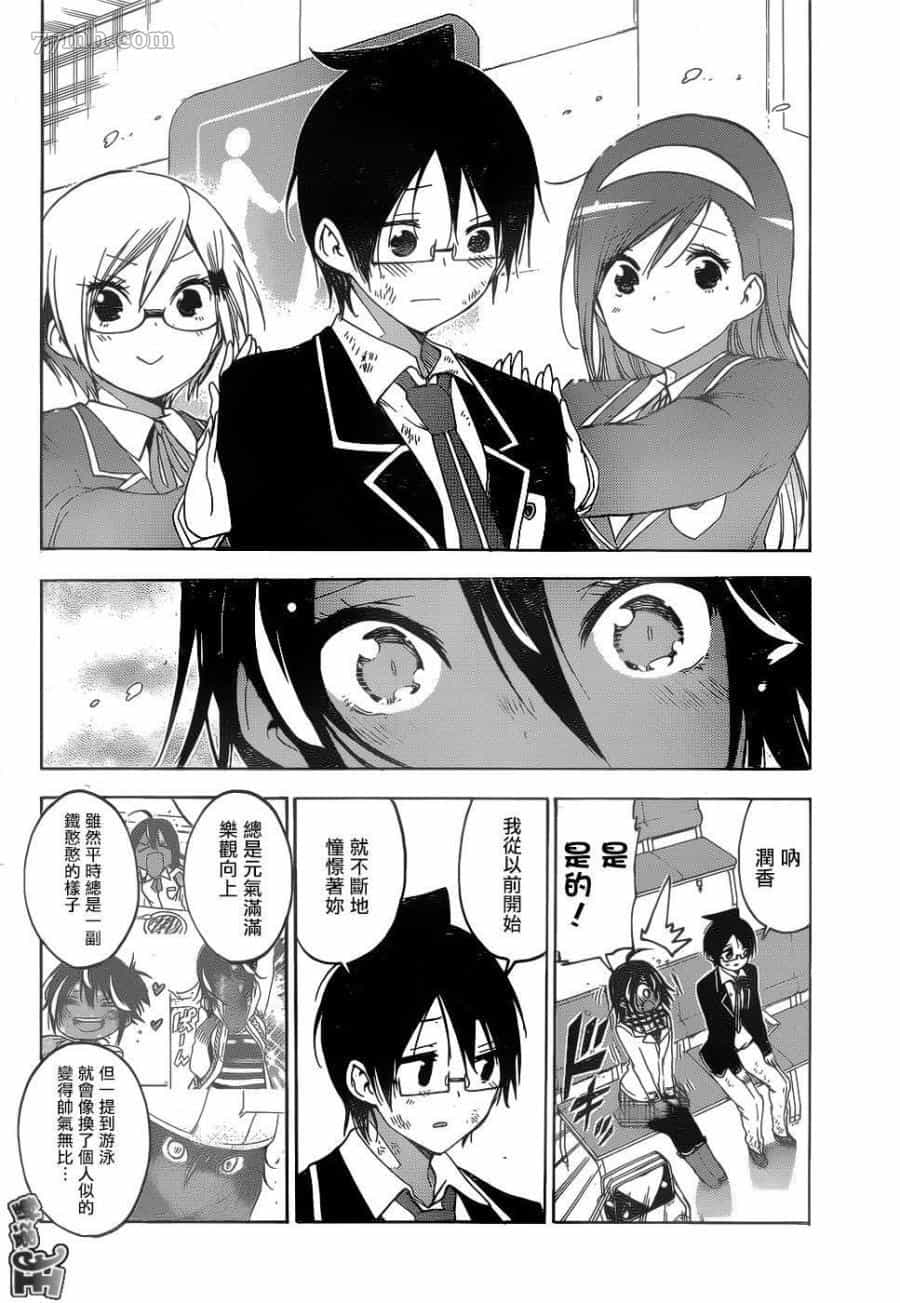 77mh.com
吶
潤香
是
是的！
我從以前開始
就不斷地
憧憬著妳
總是元氣滿滿
樂觀向上
雖然平時總是一副
鐵憨憨的樣子
但一提到游泳
就會像換了個人似的
變得帥氣無比…